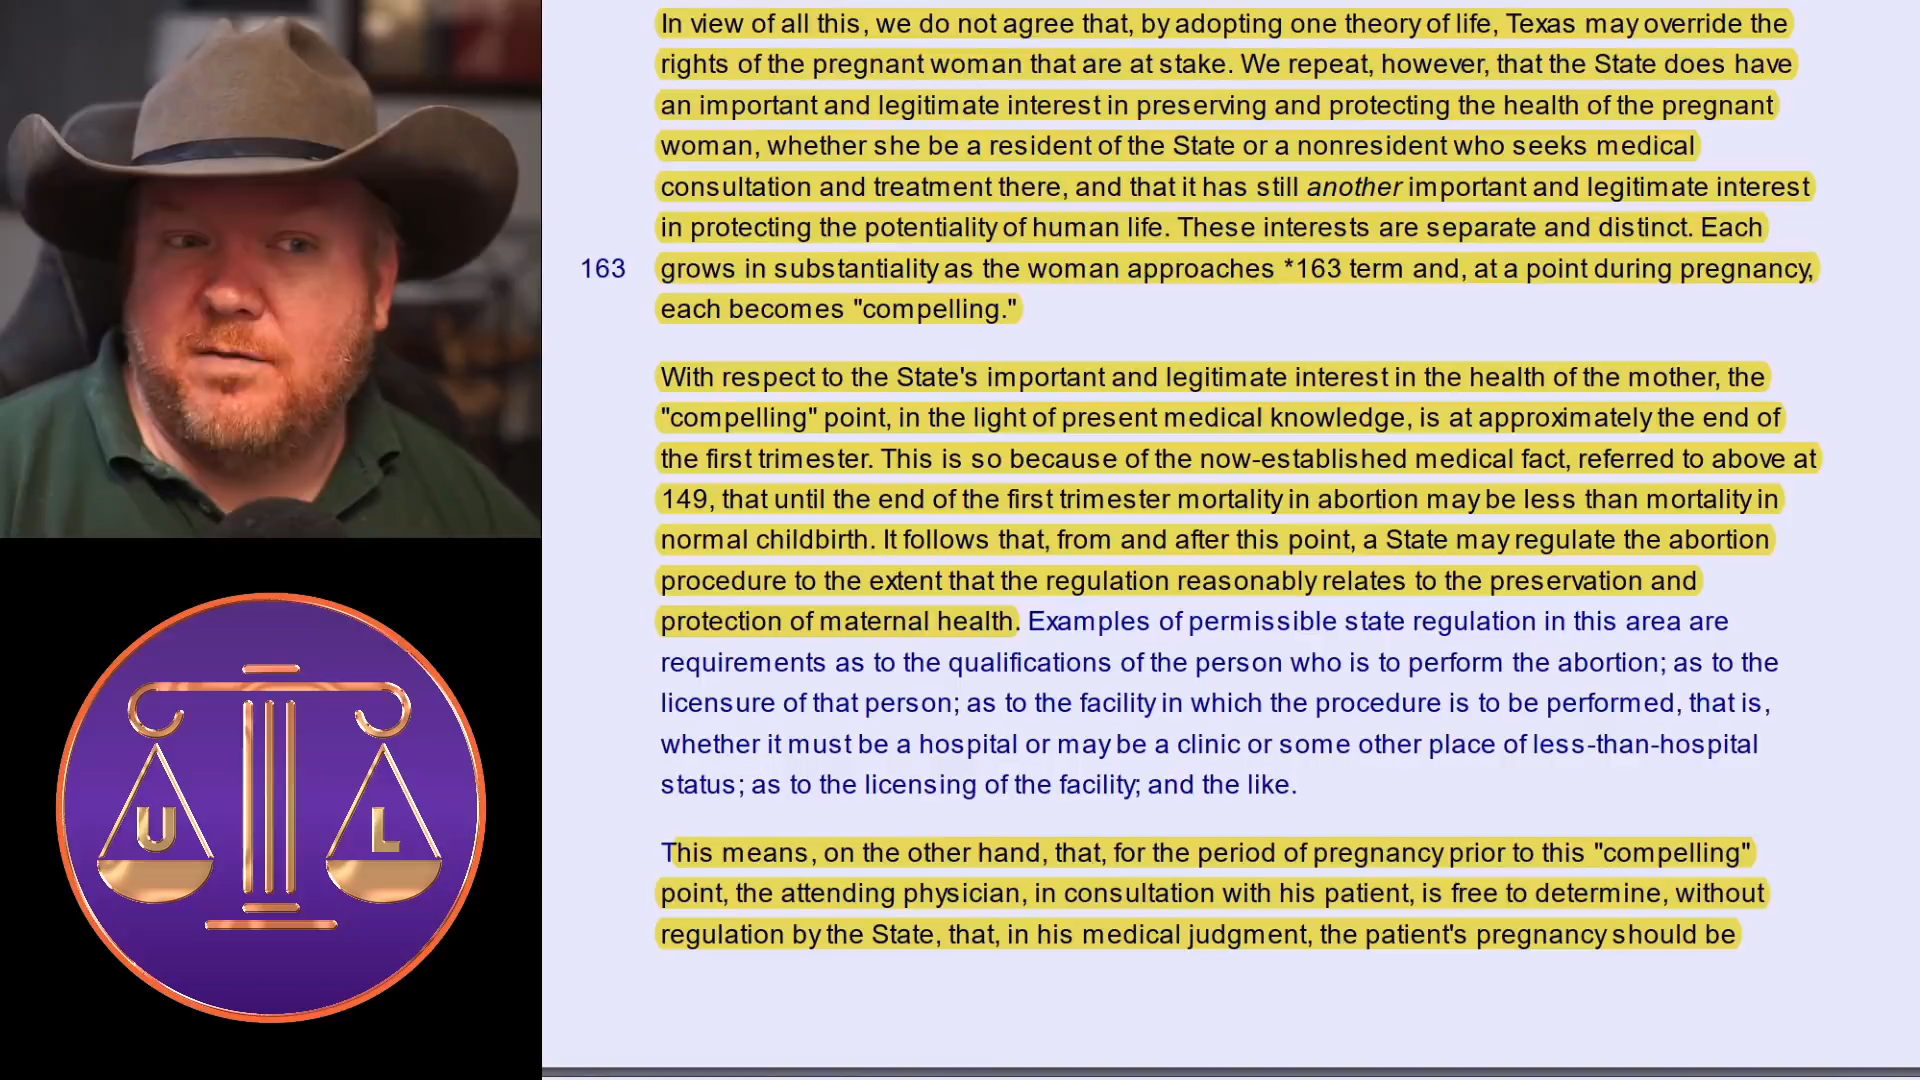 In view of all this, we do not agree that, by adopting one theory of life, Texas may override the
rights of the pregnant woman that are at stake. We repeat, however, that the State does have
an important and legitimate interest in preserving and protecting the health of the pregnant
woman, whether she be a resident of the State or a nonresident who seeks medical
consultation and treatment there, and that it has still another important and legitimate interest
in protecting the potentiality of human life. These interests are separate and distinct. Each
163 grows in substantiality as the woman approaches *163 term and, at a point during pregnancy,
each becomes "compelling."
With respect to the State's important and legitimate interest in the health of the mother, the
"compelling" point, in the light of present medical knowledge, is at approximately the end of
the first trimester. This is so because of the now-established medical fact, referred to above at
149, that until the end of the first trimester mortality in abortion may be less than mortality in
normal childbirth. It follows that, from and after this point, a State may regulate the abortion
procedure to the extent that the regulation reasonably relates to the preservation and
protection of maternal health. Examples of permissible state regulation in this area are
requirements as to the qualifications of the person who is to perform the abortion; as to the
licensure of that person; as to the facility in which the procedure is to be performed, that is,
whether it must be a hospital or may be a clinic or some other place of less-than-hospital
status; as to the licensing of the facility; and the like.
This means, on the other hand, that, for the period of pregnancy prior to this "compelling"
point, the attending physician, in consultation with his patient, is free to determine, without
regulation by the State, that, in his medical judgment, the patient's pregnancy should be
U L